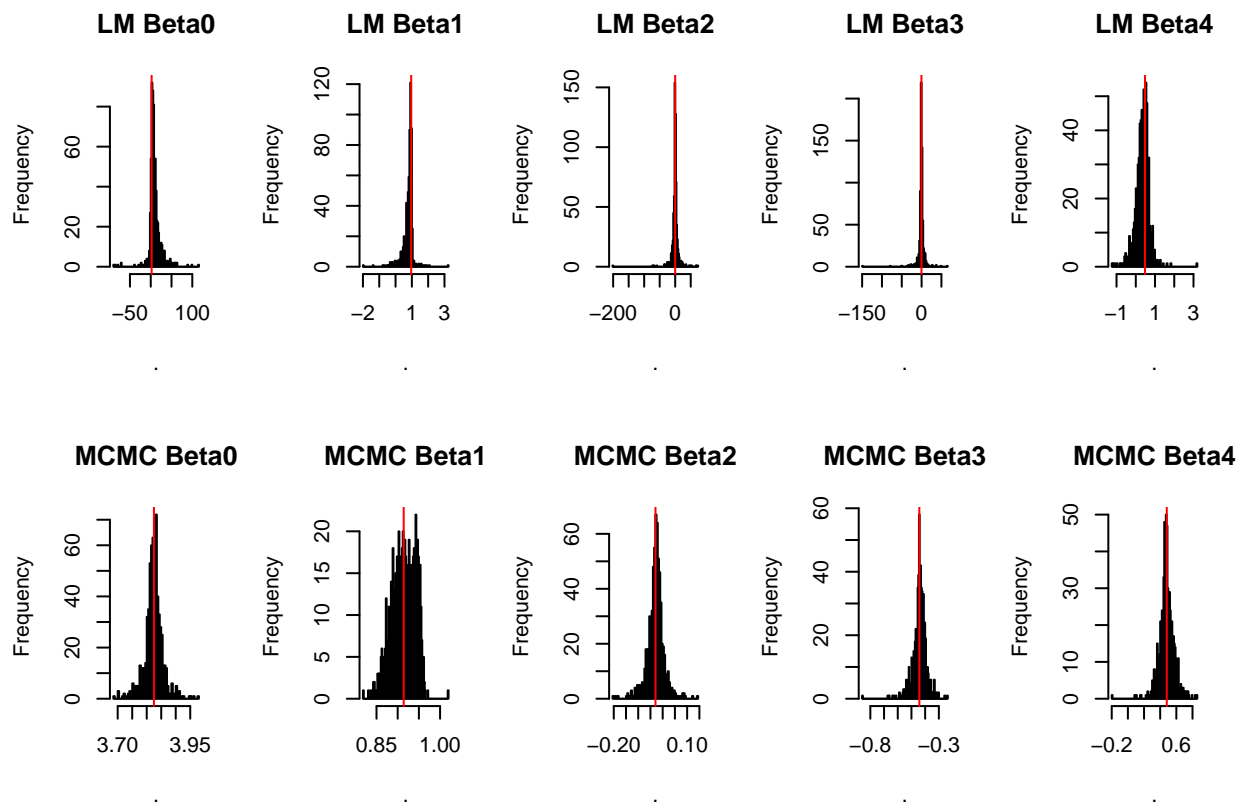 LM Beta0 LM Beta1 LM Beta2 LM Beta3 LM Beta4
Frequency Frequency Frequency Frequency Frequency
0 20 60
0 40 80 120
0 50 100 150
0 50 150
0 20 40
−50 100 −2 1 3 −200 0 −150 0 −1 1 3
. . . . .
MCMC Beta0 MCMC Beta1 MCMC Beta2 MCMC Beta3 MCMC Beta4
Frequency Frequency Frequency Frequency Frequency
0 20 40 60
0 5 10 15 20
0 20 40 60
0 20 40 60
0 10 30 50
3.70 3.95 0.85 1.00 −0.20 0.10 −0.8 −0.3 −0.2 0.6
. . . . .